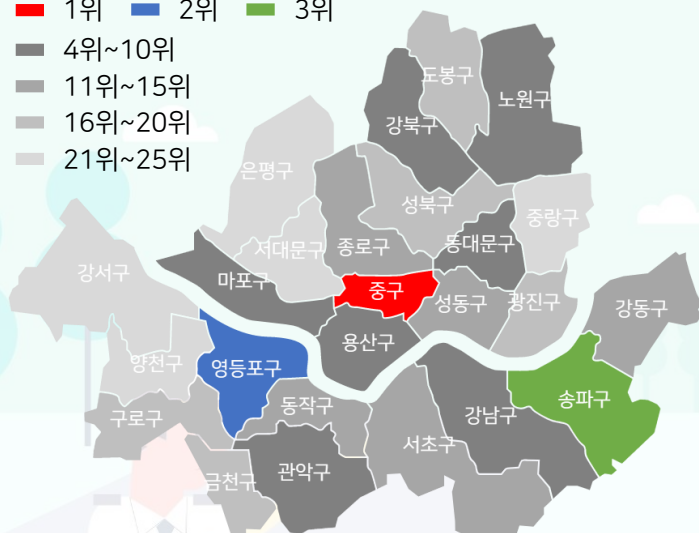 1위 2위 3위
4위~10위
11위~15위
16위~20위
21위~25위
도봉구
노원구
강북구
은평구
성북구
중랑구
서대문구 종로구 동대문구
강서구
마포구 중구 성동구 광진구 강동구
용산구
양천구 영등포구
동작구 강남구 송파구
구로구
서초구
금천구 관악구